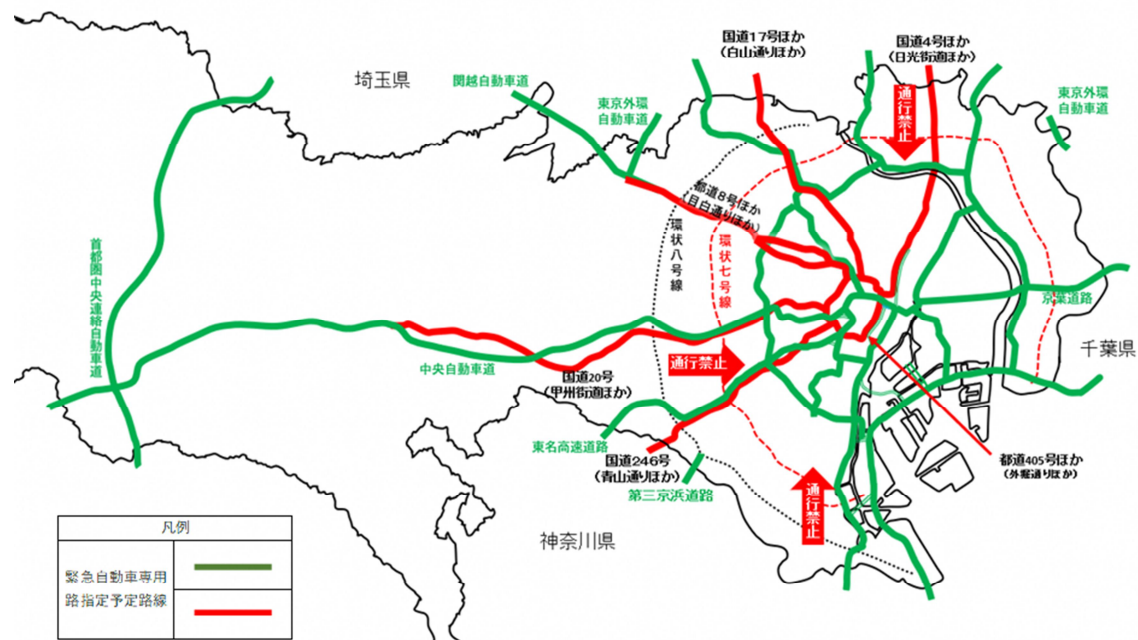 国道17号ほか
(白山通りほか)
国道4号ほか
(日光街道ほか)
埼玉県
関越自動車道
東京外環
自動車道
通行禁止
東京外環
自動車道
都道8号ほか
(目白通りほか)
環状八号線
環状七号線
首都圏中央連絡自動車道
京葉道路
千葉県
中央自動車道
通行禁止
国道20号
(甲州街道ほか)
東名高速道路
国道246号
(青山通りほか)
第三京浜道路
通行禁止
都道405号ほか
(外堀通りほか)
神奈川県
凡例
緊急自動車専用
路指定予定路線